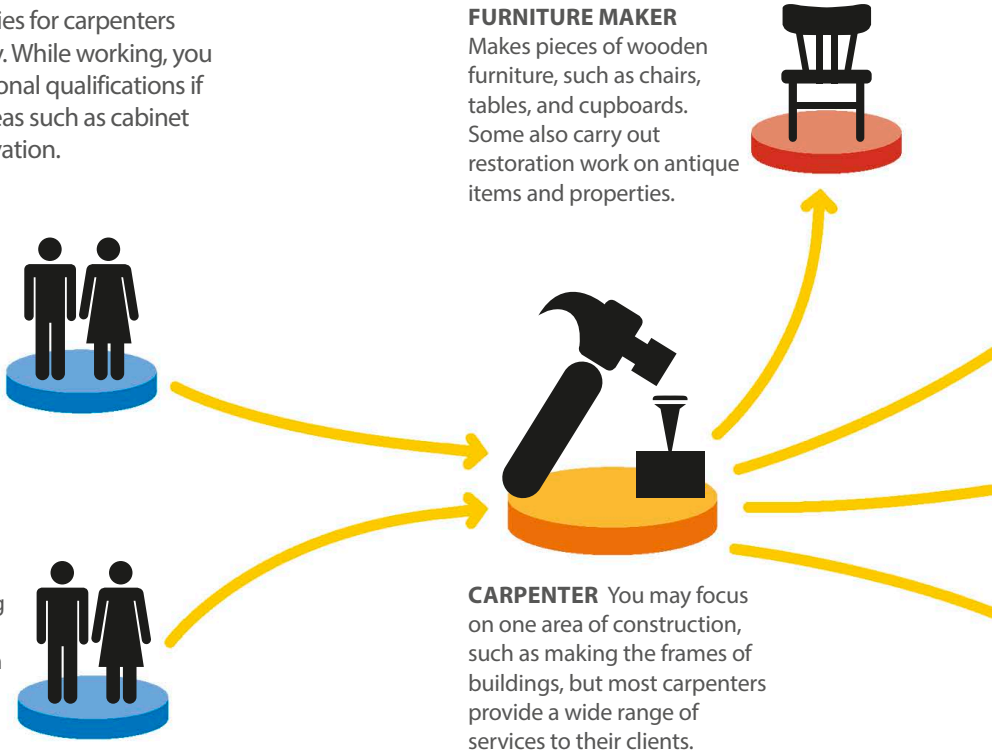 ies for carpenters
. While working, you
onal qualifications if
eas such as cabinet
ation.
FURNITURE MAKER
Makes pieces of wooden
furniture, such as chairs,
tables, and cupboards.
Some also carry out
restoration work on antique
items and properties.
g
CARPENTER You may focus
on one area of construction,
such as making the frames of
buildings, but most carpenters
provide a wide range of
services to their clients.